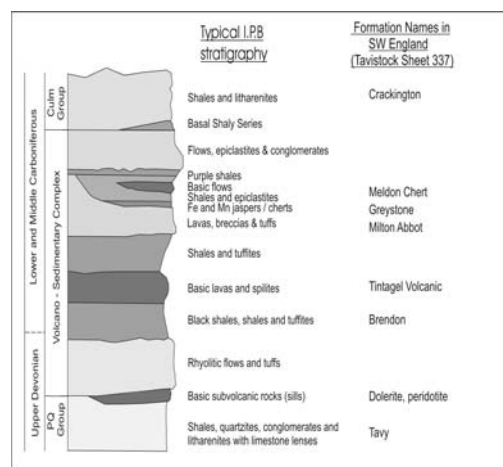 Typical I.P.B
stratigraphy
Formation Names in
SW England
(Tavistock Sheet 337)
Lower and Middle Carboniferous
Upper Devonian
Culm
Group
Volcano - Sedimentary Complex
PQ
Group
Shales and litharenites
Crackington
Basal Shaly Series
Flows, epiclastites & conglomerates
Purple shales
Basic flows
Meldon Chert
Shales and epiclastites
Fe and Mn jaspers / cherts
Greystone
Lavas, breccias & tuffs
Milton Abbot
Shales and tuffites
Basic lavas and spilites
Tintagel Volcanic
Black shales, shales and tuffites
Brendon
Rhyolitic flows and tuffs
Basic subvolcanic rocks (sills)
Dolerite, peridotite
Shales, quartzites, conglomerates and
litharenites with limestone lenses
Tavy